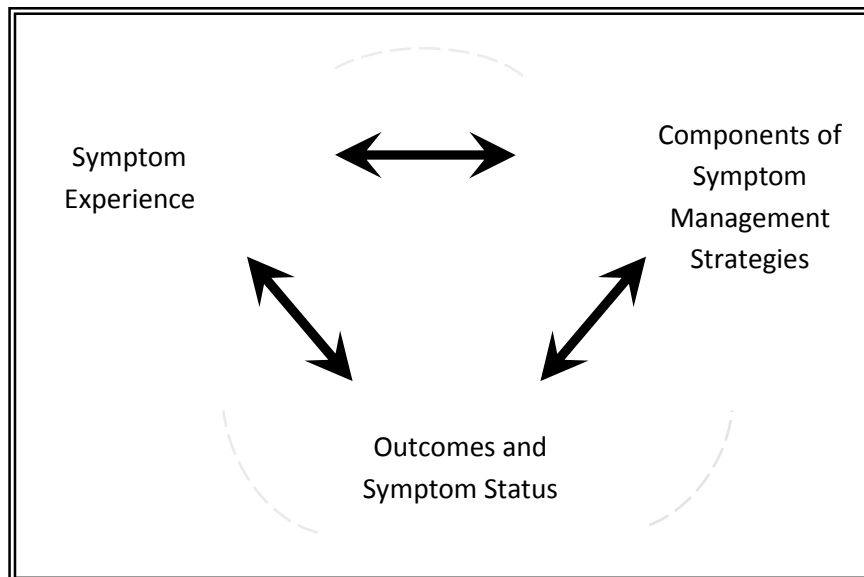 Symptom
Experience
Components of
Symptom
Management
Strategies
Outcomes and
Symptom Status